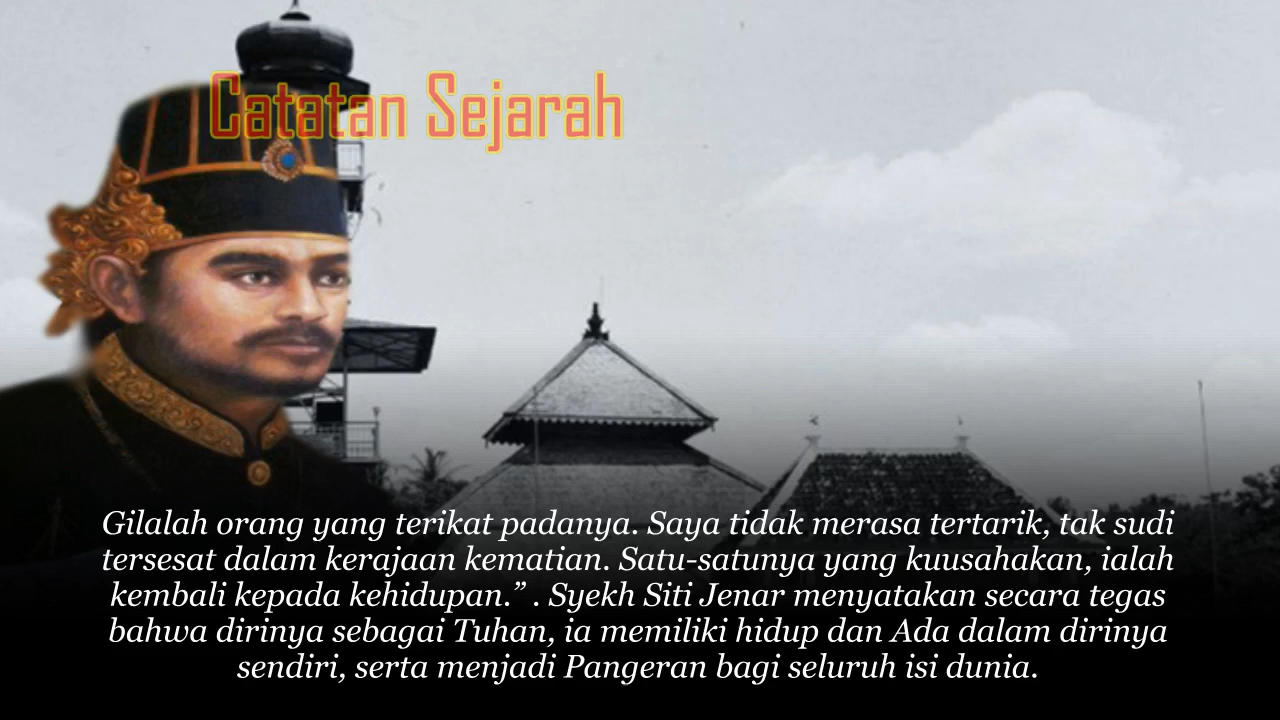 Catatan Sejarah
Gilalah orang yang terikat padanya. Saya tidak merasa tertarik, tak sudi
tersesat dalam kerajaan kematian. Satu-satunya yang kuusahakan, ialah
kembali kepada kehidupan.” . Syekh Siti Jenar menyatakan secara tegas
bahwa dirinya sebagai Tuhan, ia memiliki hidup dan Ada dalam dirinya
sendiri, serta menjadi Pangeran bagi seluruh isi dunia.